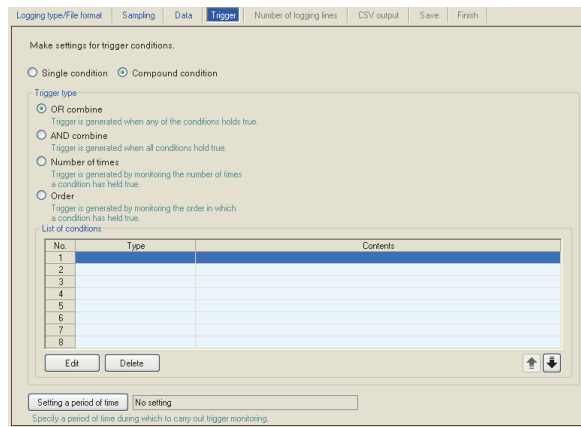 Logging type/File format Sampling Data Trigger Number of logging lines CSV output Save Finish
Make settings for trigger conditions.
Single condition Compound condition
Trigger type
OR combine
Trigger is generated when any of the conditions holds true.
AND combine
Trigger is generated when all conditions hold true.
Number of times
Trigger is generated by monitoring the number of times
a condition has held true.
Order
Trigger is generated by monitoring the order in which
a condition has held true.
List of conditions
No. Type Contents
1
2
3
4
5
6
7
8
Edit Delete
Setting a period of time No setting
Specify a period of time during which to carry out trigger monitoring.